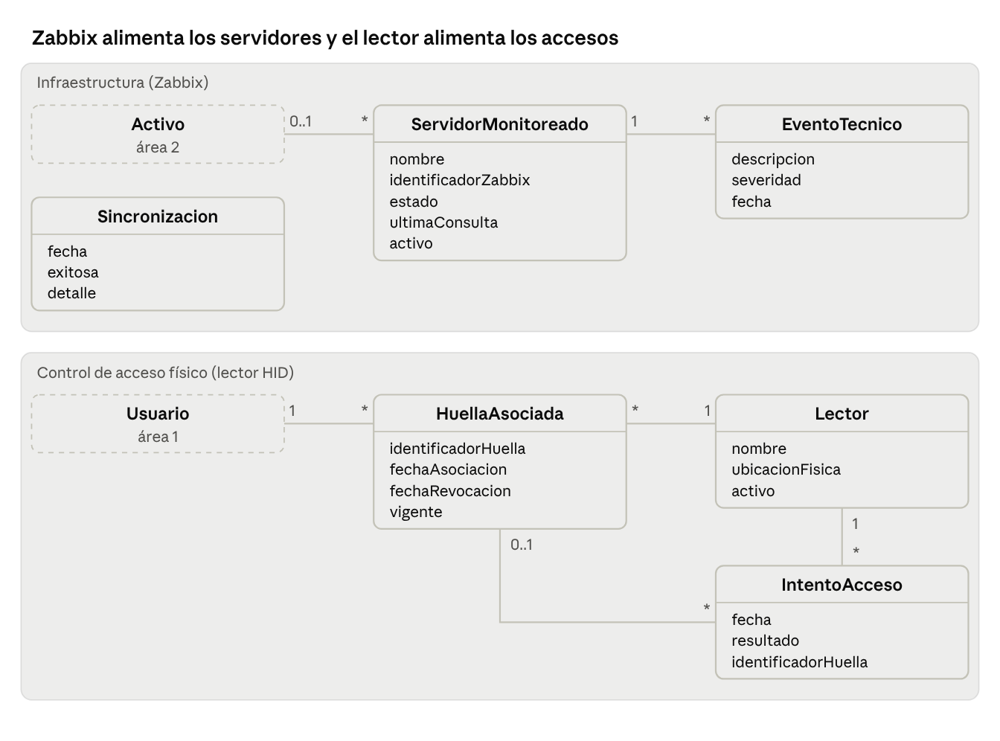 Zabbix alimenta los servidores y el lector alimenta los accesos
Infraestructura (Zabbix)
Activo
área 2
0..1
*
ServidorMonitoreado
nombre
identificadorZabbix
estado
ultimaConsulta
activo
1
*
EventoTecnico
descripcion
severidad
fecha
Sincronizacion
fecha
exitosa
detalle
Control de acceso físico (lector HID)
Usuario
área 1
1
*
HuellaAsociada
identificadorHuella
fechaAsociacion
fechaRevocacion
vigente
*
1
Lector
nombre
ubicacionFisica
activo
1
*
0..1
*
IntentoAcceso
fecha
resultado
identificadorHuella